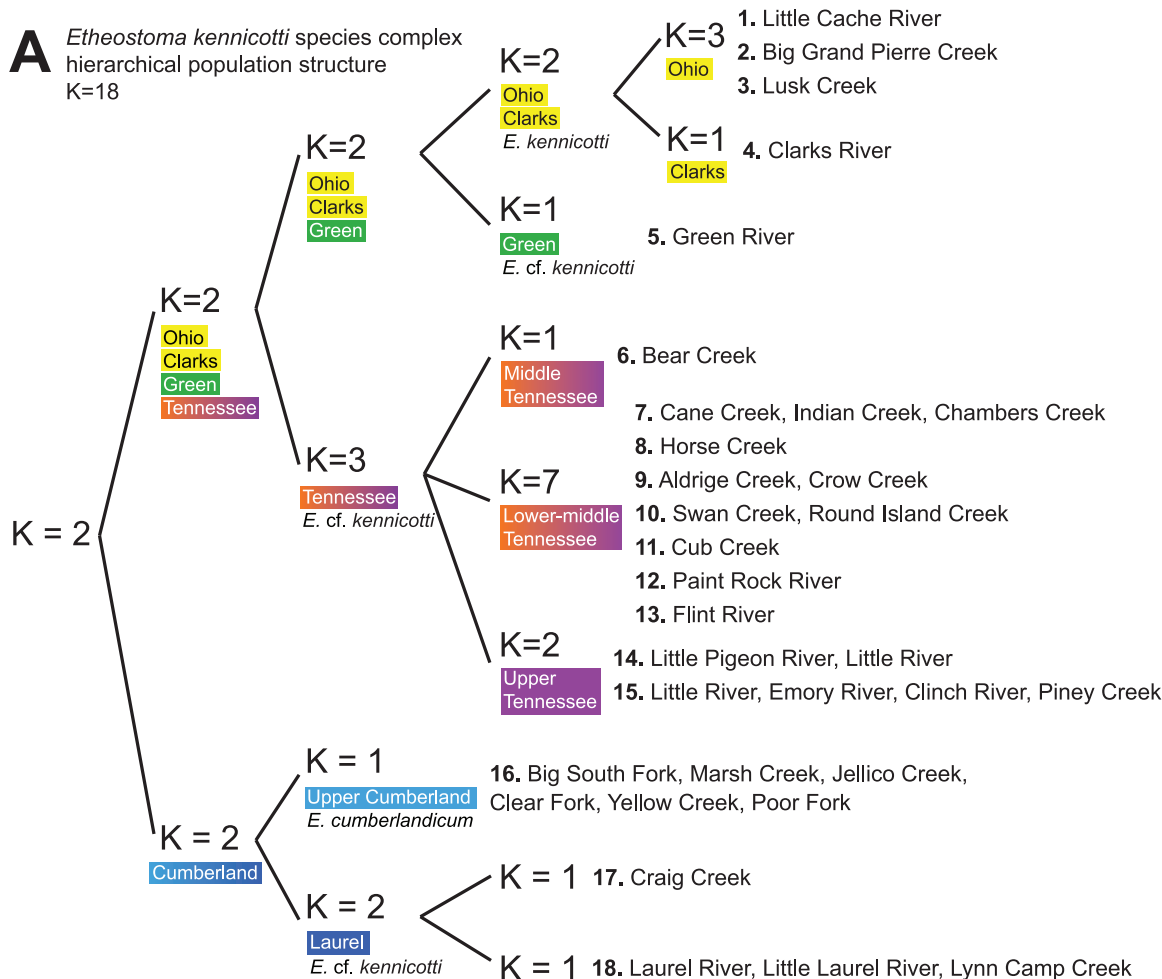 A
Etheostoma kennicotti species complex
hierarchical population structure
K=18
K = 2
K=2
Ohio
Clarks
Green
Tennessee
K=2
Ohio
Clarks
Green
K=2
Ohio
Clarks
E. kennicotti
K=3
Ohio
1. Little Cache River
2. Big Grand Pierre Creek
3. Lusk Creek
K=1
Clarks
4. Clarks River
K=1
Green
E. cf. kennicotti
5. Green River
K=3
Tennessee
E. cf. kennicotti
K=1
Middle
Tennessee
6. Bear Creek
K=7
Lower-middle
Tennessee
7. Cane Creek, Indian Creek, Chambers Creek
8. Horse Creek
9. Aldrige Creek, Crow Creek
10. Swan Creek, Round Island Creek
11. Cub Creek
12. Paint Rock River
13. Flint River
K=2
Upper
Tennessee
14. Little Pigeon River, Little River
15. Little River, Emory River, Clinch River, Piney Creek
K = 2
Cumberland
K = 1
Upper Cumberland
E. cumberlandicum
16. Big South Fork, Marsh Creek, Jellico Creek,
Clear Fork, Yellow Creek, Poor Fork
K = 2
Laurel
E. cf. kennicotti
K = 1
17. Craig Creek
K = 1
18. Laurel River, Little Laurel River, Lynn Camp Creek